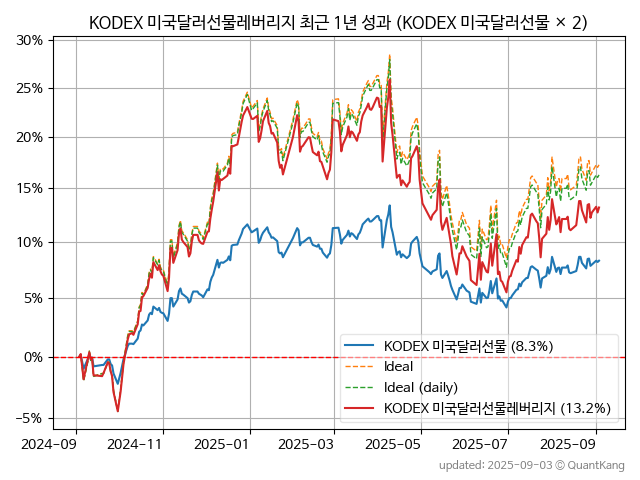 KODEX 미국달러선물레버리지 최근 1년 성과 (KODEX 미국달러선물 × 2)
30%
25%
20%
15%
10%
5%
0%
−5%
KODEX 미국달러선물 (8.3%)
Ideal
Ideal (daily)
KODEX 미국달러선물레버리지 (13.2%)
2024−09
2024−11
2025−01
2025−03
2025−05
2025−07
2025−09
updated: 2025−09−03 © QuantKang